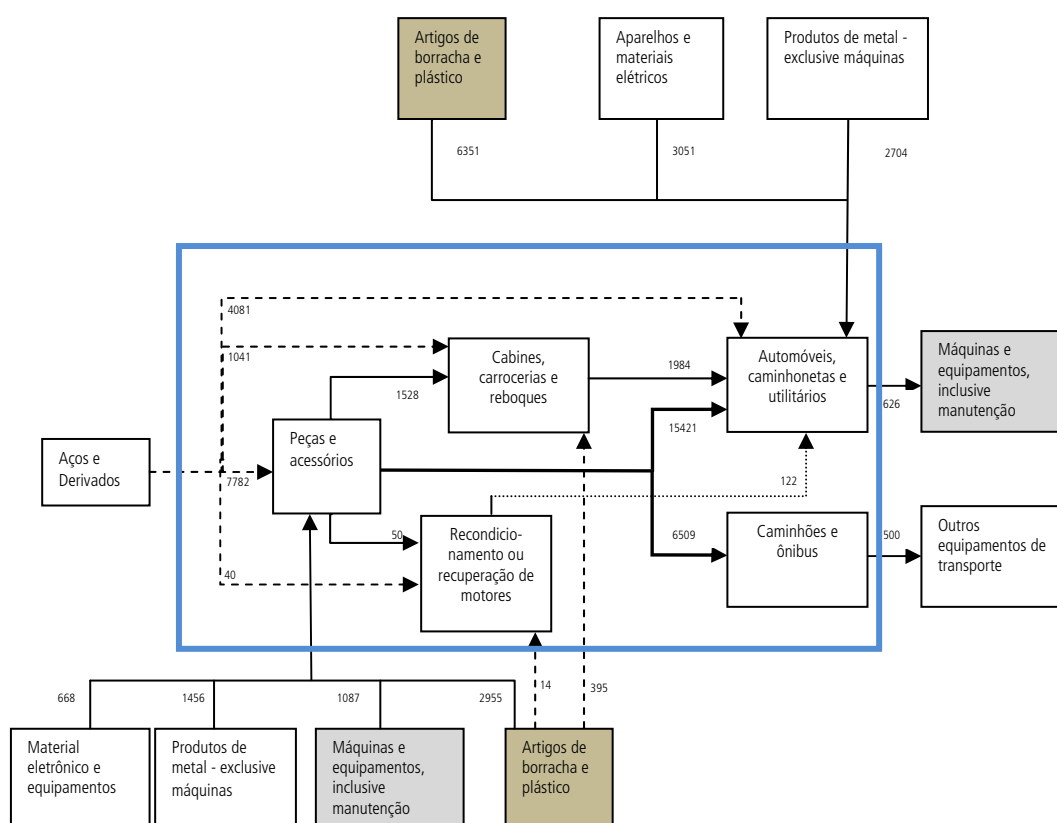 Artigos de
borracha e
plástico
Aparelhos e
materiais
elétricos
Produtos de metal -
exclusive máquinas
6351
3051
2704
4081
1041
Cabines,
carrocerias e
reboques
1984
Automóveis,
caminhonetas e
utilitários
626
Máquinas e
equipamentos,
inclusive
manutenção
1528
15421
Aços e
Derivados
7782
Peças e
acessórios
122
50
40
Recondicio-
namento ou
recuperação de
motores
6509
Caminhões e
ônibus
500
Outros
equipamentos de
transporte
668
1456
1087
2955
14
395
Material
eletrônico e
equipamentos
Produtos de
metal - exclusive
máquinas
Máquinas e
equipamentos,
inclusive
manutenção
Artigos de
borracha e
plástico